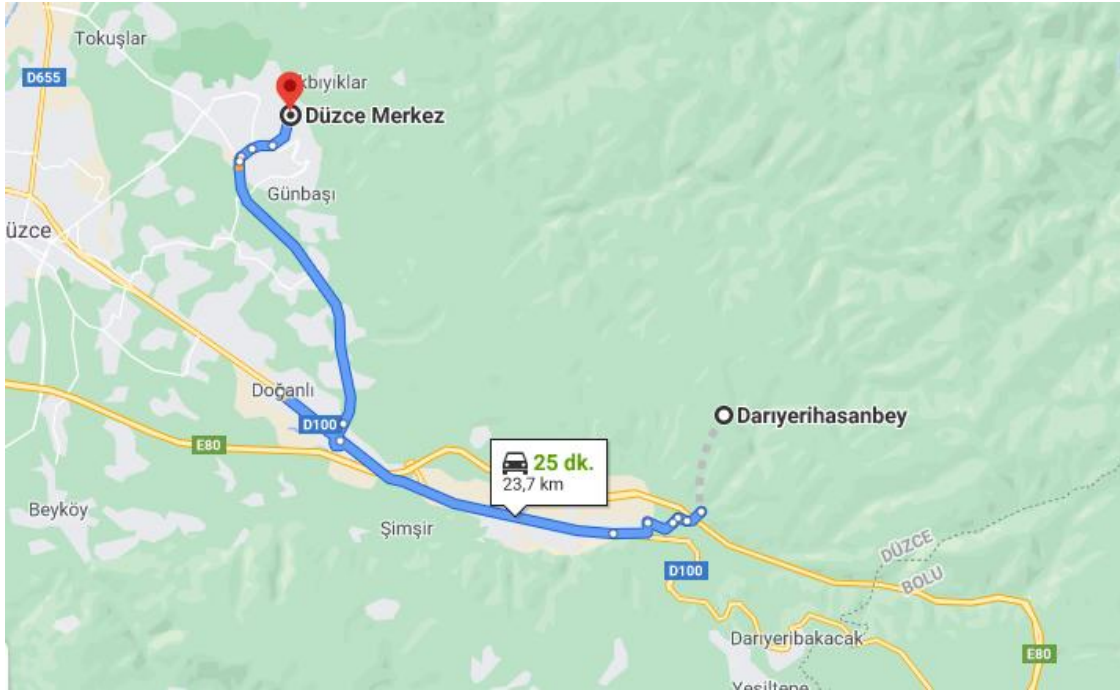 Tokuşlar
D655
kbıyıklar
Düzce Merkez
Günbaşı
üzce
Doğanlı
D100
Darıyerihasanbey
E80
25 dk.
23,7 km
Beyköy
Şimşir
DÜZCE
D100
BOLU
Darıyeribakacak
E80
Yeşiltepe